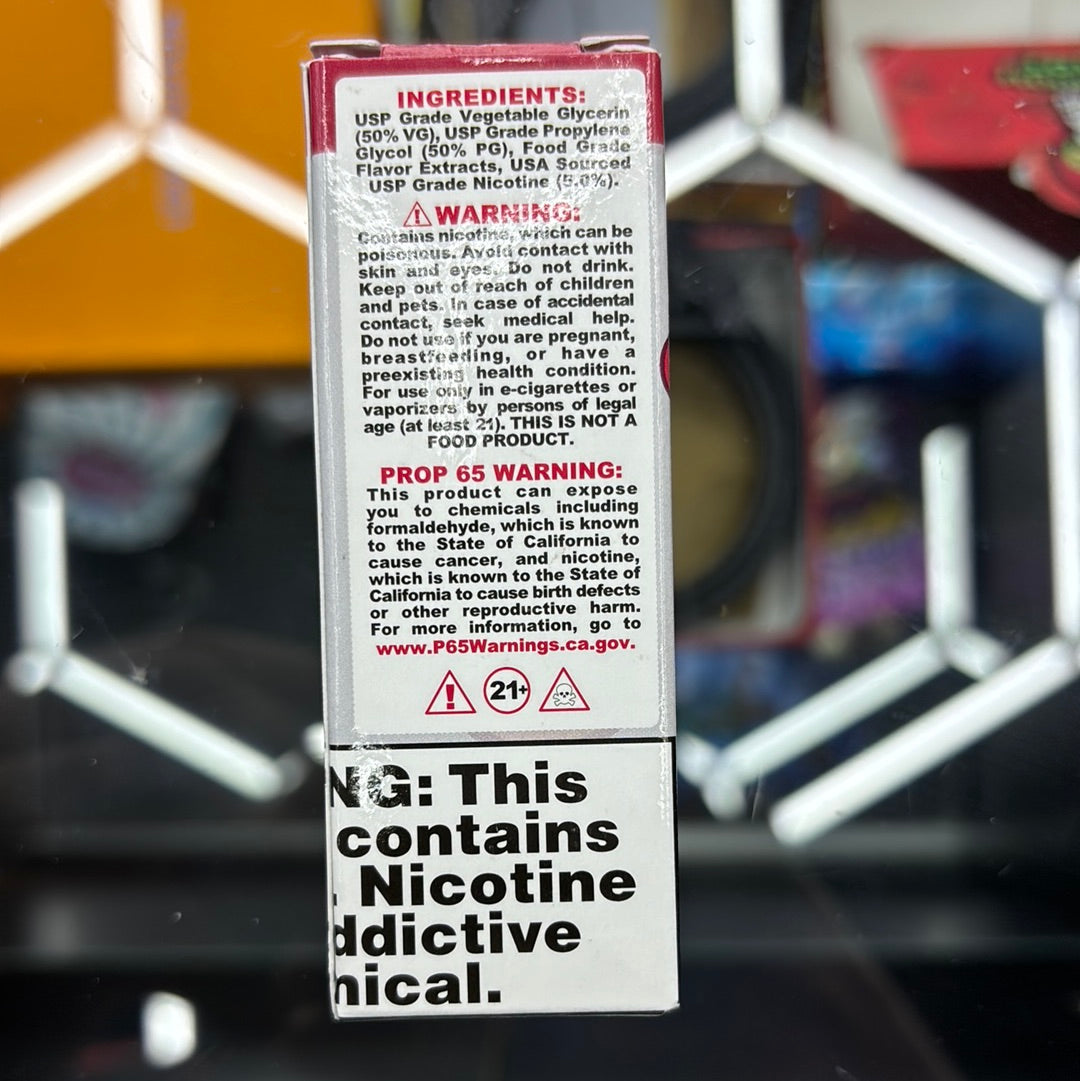 INGREDIENTS:
USP Grade Vegetable Glycerin
(50% VG), USP Grade Propylene
Glycol (50% PG), Food Grade
Flavor Extracts, USA Sourced
USP Grade Nicotine (5.0%).
WARNING:
Contains nicotine, which can be
poisonous. Avoid contact with
skin and eyes. Do not drink.
Keep out of reach of children
and pets. In case of accidental
contact, seek medical help.
Do not use if you are pregnant,
breastfeeding, or have a
preexisting health condition.
For use only in e-cigarettes or
vaporizers by persons of legal
age (at least 21). THIS IS NOT A
FOOD PRODUCT.
PROP 65 WARNING:
This product can expose
you to chemicals including
formaldehyde, which is known
to the State of California to
cause cancer, and nicotine,
which is known to the State of
California to cause birth defects
or other reproductive harm.
For more information, go to
www.P65Warnings.ca.gov.
21+
NG: This
contains
. Nicotine
ddictive
nical.